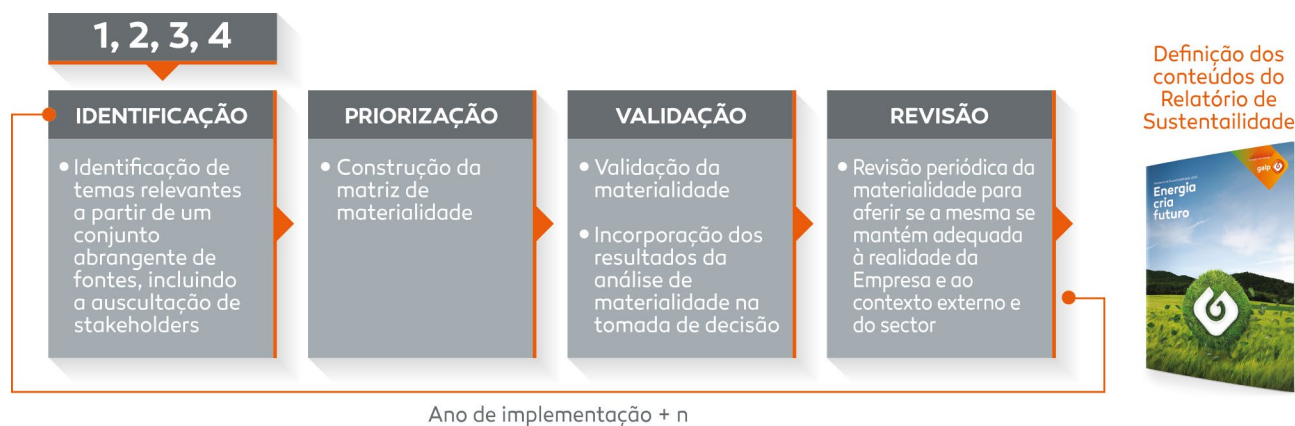 1, 2, 3, 4
IDENTIFICAÇÃO
• Identificação de
temas relevantes
a partir de um
conjunto
abrangente de
fontes, incluindo
a auscultação de
stakeholders
PRIORIZAÇÃO
• Construção da
matriz de
materialidade
VALIDAÇÃO
• Validação da
materialidade
• Incorporação dos
resultados da
análise de
materialidade na
tomada de decisão
REVISÃO
• Revisão periódica da
materialidade para
aferir se a mesma se
mantém adequada
à realidade da
Empresa e ao
contexto externo e
do sector
Definição dos
conteúdos do
Relatório de
Sustentailidade
galp
Energia
cria
futuro
Ano de implementação + n